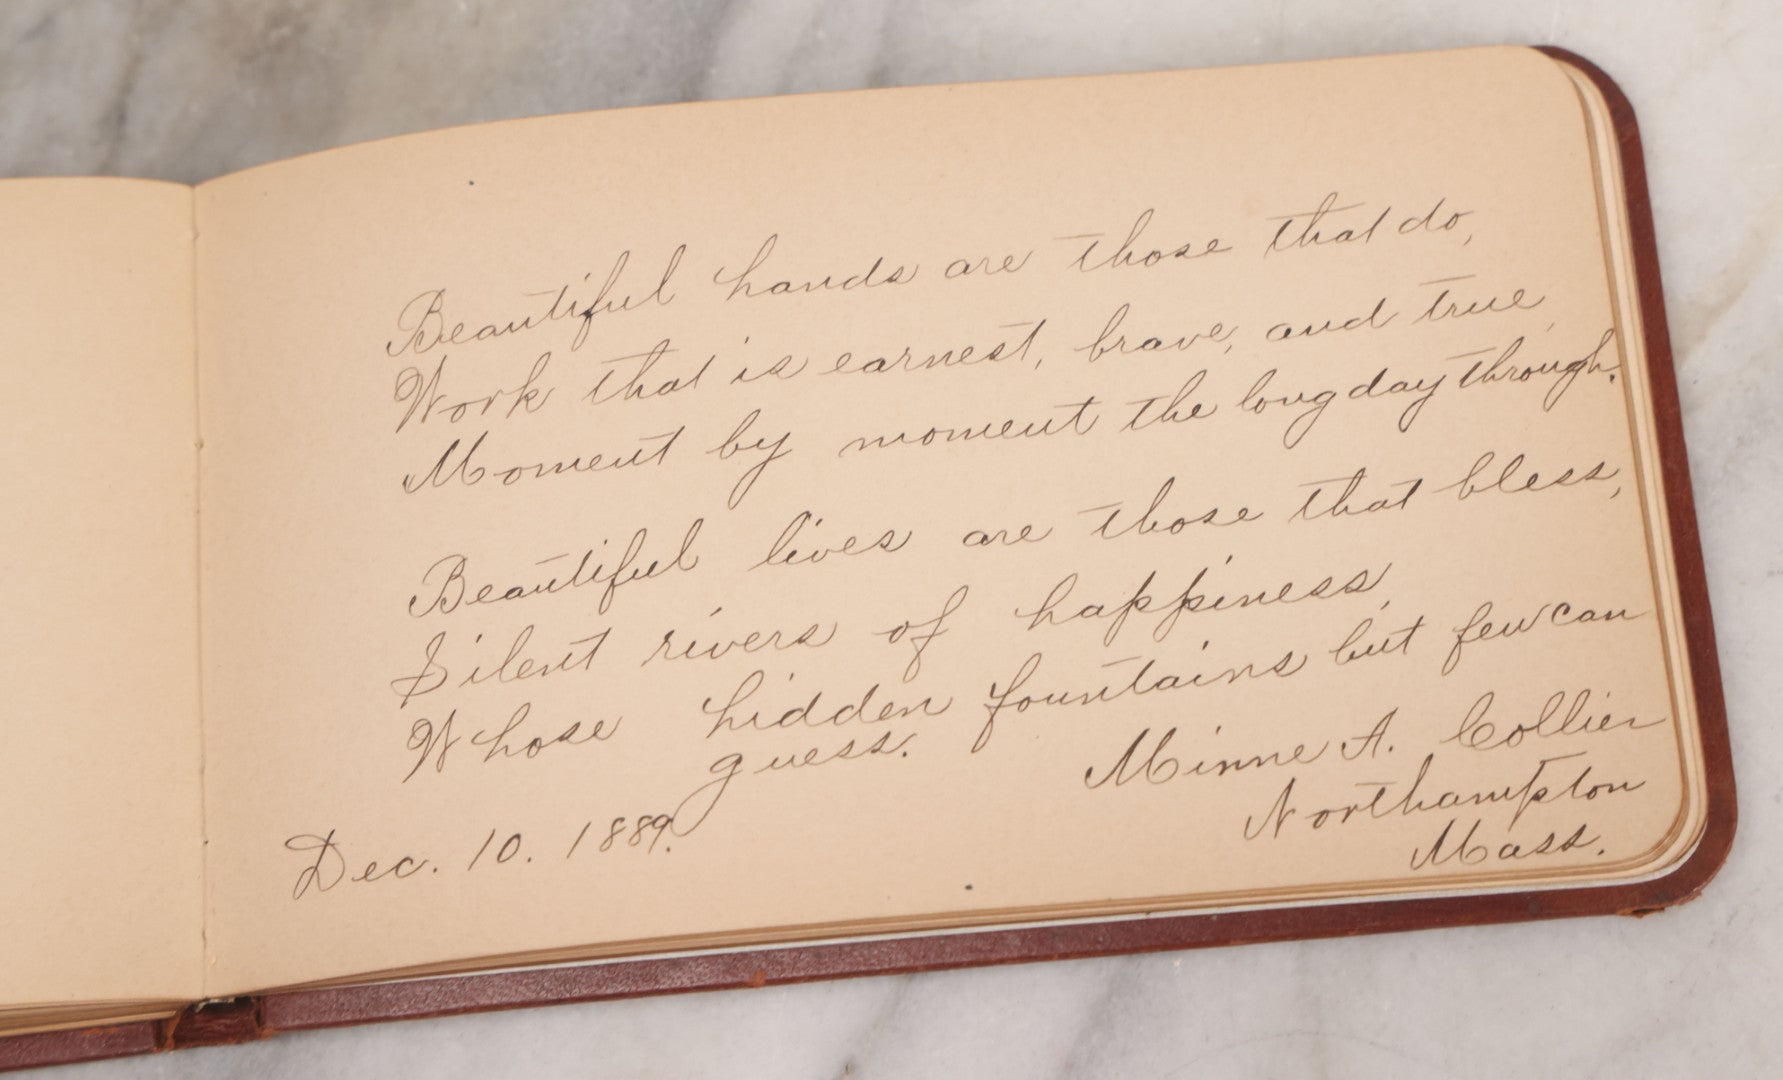 Beautiful hands are those that do,
Work that is earnest, brave, and true,
Moment by moment the long day through.
Beautiful lives are those that bless,
Silent rivers of happiness,
Whose hidden fountains but few can
guess.
Minne A. Collier
Northampton
Mass.
Dec. 10. 1889.